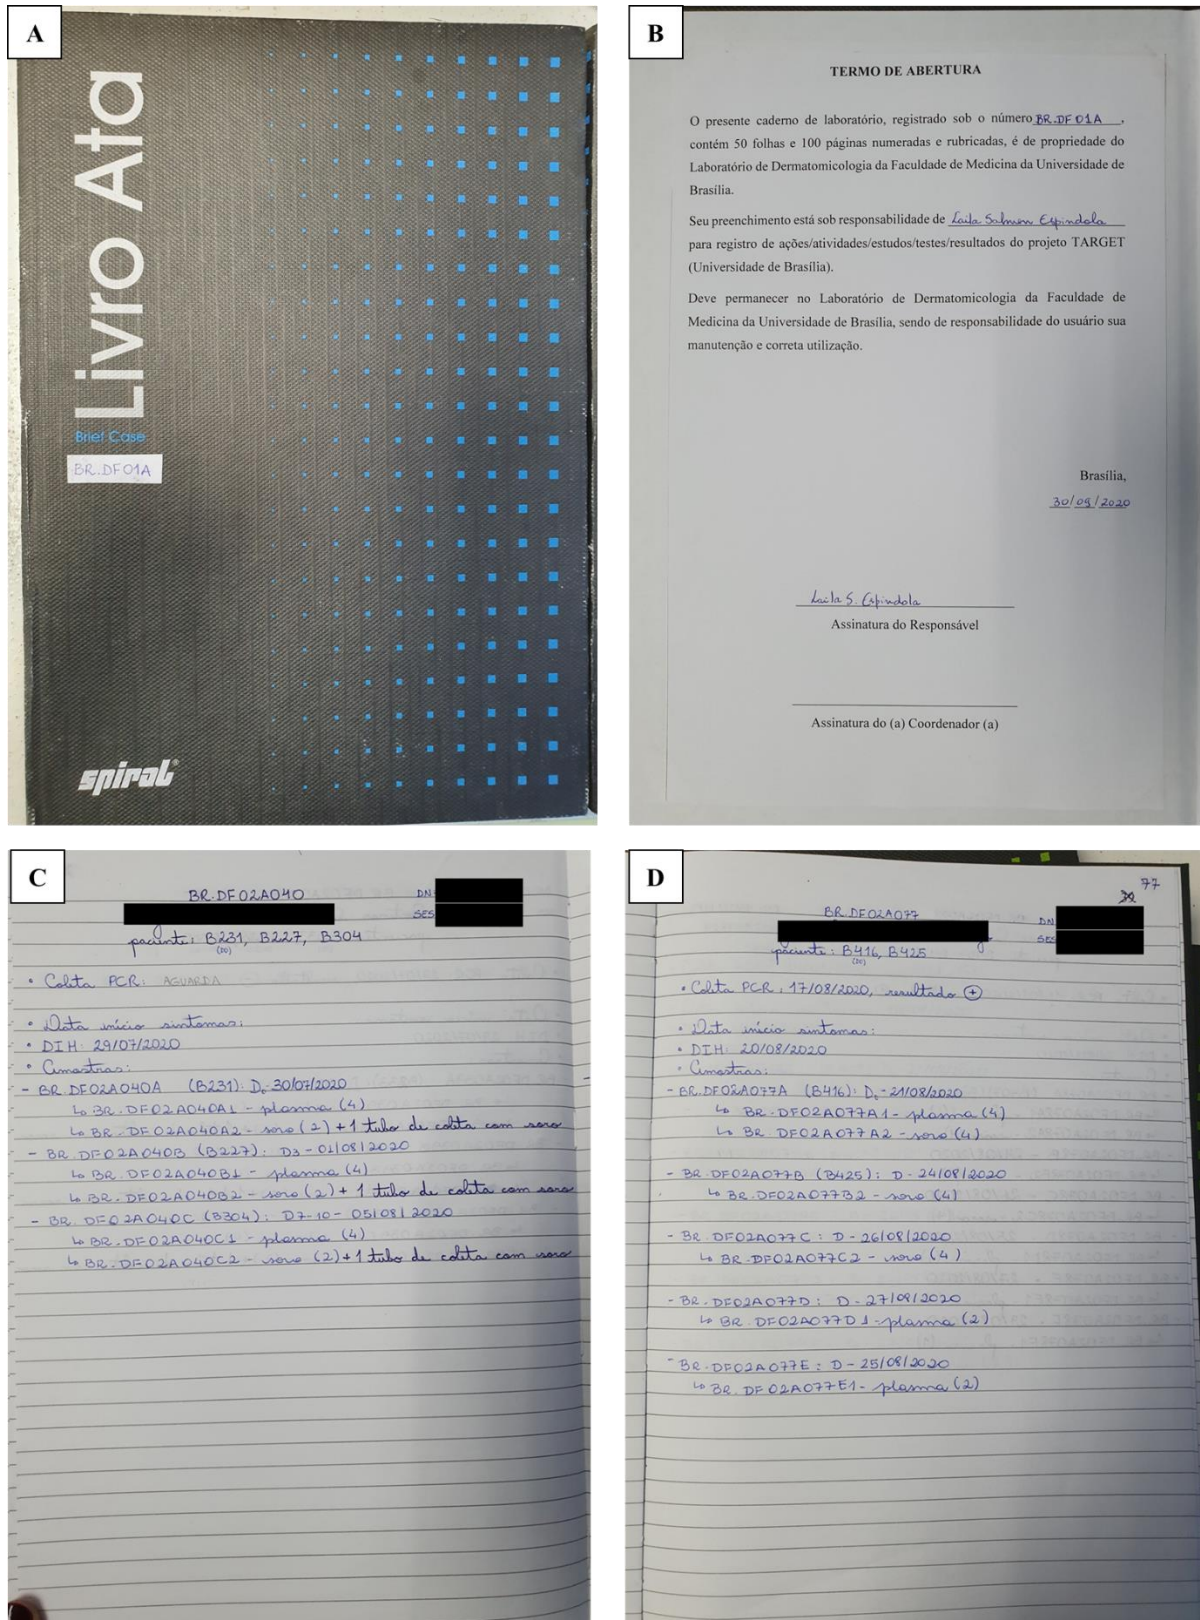 A
Livro Ata
Brief Case
BR.DF01A
spiral®
B
TERMO DE ABERTURA
O presente caderno de laboratório, registrado sob o número BR.DF01A,
contém 50 folhas e 100 páginas numeradas e rubricadas, é de propriedade do
Laboratório de Dermatomicologia da Faculdade de Medicina da Universidade de
Brasília.
Seu preenchimento está sob responsabilidade de Laila Salmen Espindola
para registro de ações/atividades/estudos/testes/resultados do projeto TARGET
(Universidade de Brasília).
Deve permanecer no Laboratório de Dermatomicologia da Faculdade de
Medicina da Universidade de Brasília, sendo de responsabilidade do usuário sua
manutenção e correta utilização.
Brasília,
30/09/2020
Laila S. Espindola
Assinatura do Responsável
Assinatura do (a) Coordenador (a)
C
BR.DF02A040
DN
SES
paciente: B231, B227, B304
(D0)
• Coleta PCR: AGUARDA
• Data início sintomas:
• DIH: 29/07/2020
• Amostras:
- BR.DF02A040A (B231): D0-30/07/2020
↳ BR.DF02A040A1 - plasma (4)
↳ BR.DF02A040A2 - soro (2) + 1 tubo de coleta com soro
- BR.DF02A040B (B227): D3 - 01/08/2020
↳ BR.DF02A040B1 - plasma (4)
↳ BR.DF02A040B2 - soro (2) + 1 tubo de coleta com soro
- BR.DF02A040C (B304): D7-10 - 05/08/2020
↳ BR.DF02A040C1 - plasma (4)
↳ BR.DF02A040C2 - soro (2) + 1 tubo de coleta com soro
D
77
BR.DF02A077
DN
SES
paciente: B416, B425
(D0)
• Coleta PCR: 17/08/2020, resultado (+)
• Data início sintomas:
• DIH: 20/08/2020
• Amostras:
- BR.DF02A077A (B416): D0-21/08/2020
↳ BR.DF02A077A1 - plasma (4)
↳ BR.DF02A077A2 - soro (4)
- BR.DF02A077B (B425): D - 24/08/2020
↳ BR.DF02A077B2 - soro (4)
- BR.DF02A077C: D - 26/08/2020
↳ BR.DF02A077C2 - soro (4)
- BR.DF02A077D: D - 27/08/2020
↳ BR.DF02A077D1 - plasma (2)
- BR.DF02A077E: D - 25/08/2020
↳ BR.DF02A077E1 - plasma (2)